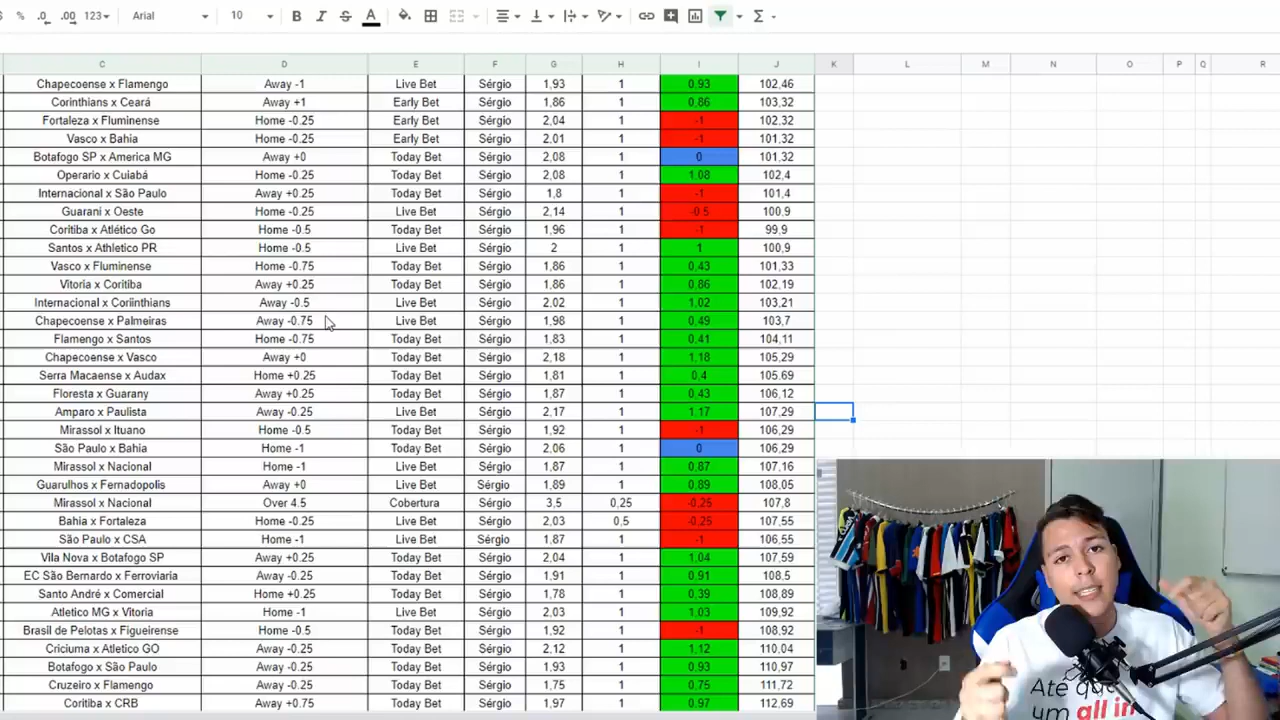 $ % .0 .00 123 Arial 10 B I S A Σ
C D E F G H I J K L M N O P Q R
Chapecoense x Flamengo Away -1 Live Bet Sérgio 1,93 1 0,93 102,46
Corinthians x Ceará Away +1 Early Bet Sérgio 1,86 1 0,86 103,32
Fortaleza x Fluminense Home -0.25 Early Bet Sérgio 2,04 1 -1 102,32
Vasco x Bahia Home -0.25 Early Bet Sérgio 2,01 1 -1 101,32
Botafogo SP x America MG Away +0 Today Bet Sérgio 2,08 1 0 101,32
Operario x Cuiabá Home -0.25 Today Bet Sérgio 2,08 1 1,08 102,4
Internacional x São Paulo Away +0.25 Today Bet Sérgio 1,8 1 -1 101,4
Guarani x Oeste Home -0.25 Live Bet Sérgio 2,14 1 -0.5 100,9
Coritiba x Atlético Go Home -0.5 Today Bet Sérgio 1,96 1 -1 99,9
Santos x Athletico PR Home -0.5 Live Bet Sérgio 2 1 1 100,9
Vasco x Fluminense Home -0.75 Today Bet Sérgio 1,86 1 0,43 101,33
Vitoria x Coritiba Away +0.25 Today Bet Sérgio 1,86 1 0,86 102,19
Internacional x Coriinthians Away -0.5 Live Bet Sérgio 2,02 1 1,02 103,21
Chapecoense x Palmeiras Away -0.75 Live Bet Sérgio 1,98 1 0,49 103,7
Flamengo x Santos Home -0.75 Today Bet Sérgio 1,83 1 0,41 104,11
Chapecoense x Vasco Away +0 Today Bet Sérgio 2,18 1 1,18 105,29
Serra Macaense x Audax Home +0.25 Today Bet Sérgio 1,81 1 0,4 105,69
Floresta x Guarany Away +0.25 Today Bet Sérgio 1,87 1 0,43 106,12
Amparo x Paulista Away -0.25 Live Bet Sérgio 2,17 1 1,17 107,29
Mirassol x Ituano Home -0.5 Today Bet Sérgio 1,92 1 -1 106,29
São Paulo x Bahia Home -1 Today Bet Sérgio 2,06 1 0 106,29
Mirassol x Nacional Home -1 Live Bet Sérgio 1,87 1 0,87 107,16
Guarulhos x Fernadopolis Away +0 Live Bet Sérgio 1,89 1 0,89 108,05
Mirassol x Nacional Over 4.5 Cobertura Sérgio 3,5 0,25 -0,25 107,8
Bahia x Fortaleza Home -0.25 Live Bet Sérgio 2,03 0,5 -0,25 107,55
São Paulo x CSA Home -1 Live Bet Sérgio 1,87 1 -1 106,55
Vila Nova x Botafogo SP Away +0.25 Today Bet Sérgio 2,04 1 1,04 107,59
EC São Bernardo x Ferroviaria Away -0.25 Today Bet Sérgio 1,91 1 0,91 108,5
Santo André x Comercial Home +0.25 Today Bet Sérgio 1,78 1 0,39 108,89
Atletico MG x Vitoria Home -1 Live Bet Sérgio 2,03 1 1,03 109,92
Brasil de Pelotas x Figueirense Home -0.5 Today Bet Sérgio 1,92 1 -1 108,92
Criciuma x Atletico GO Away -0.25 Today Bet Sérgio 2,12 1 1,12 110,04
Botafogo x São Paulo Away -0.25 Today Bet Sérgio 1,93 1 0,93 110,97
Cruzeiro x Flamengo Away -0.25 Today Bet Sérgio 1,75 1 0,75 111,72
Coritiba x CRB Away +0.75 Today Bet Sérgio 1,97 1 0,97 112,69
Até
um all in